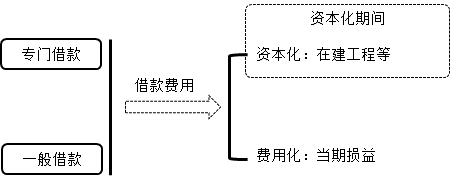 专门借款
一般借款
借款费用
资本化期间
资本化：在建工程等
费用化：当期损益